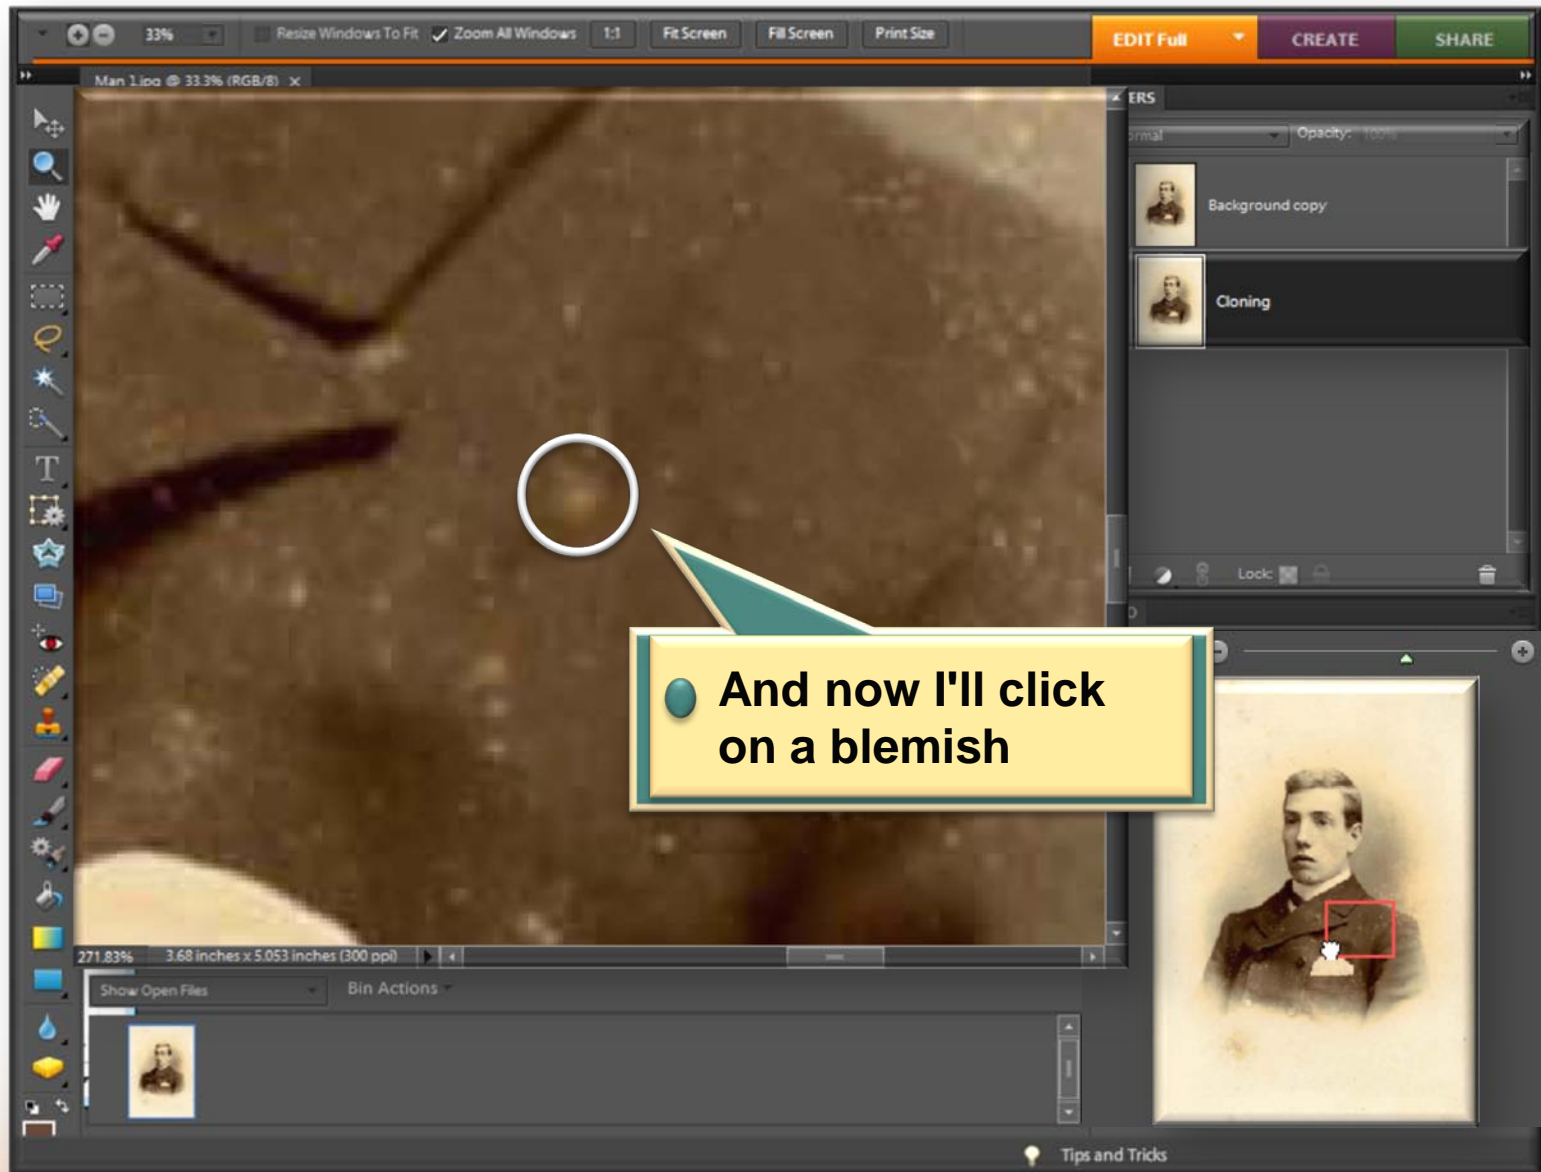 33% Resize Windows To Fit Zoom All Windows 1:1 Fit Screen Fill Screen Print Size EDIT Full CREATE SHARE
Man 1.jpg @ 33.3% (RGB/8) x
ERS
ormal Opacity: 100%
Background copy
Cloning
T
Lock:
And now I'll click
on a blemish
271.83% 3.68 inches x 5.053 inches (300 ppi)
Show Open Files Bin Actions
Tips and Tricks